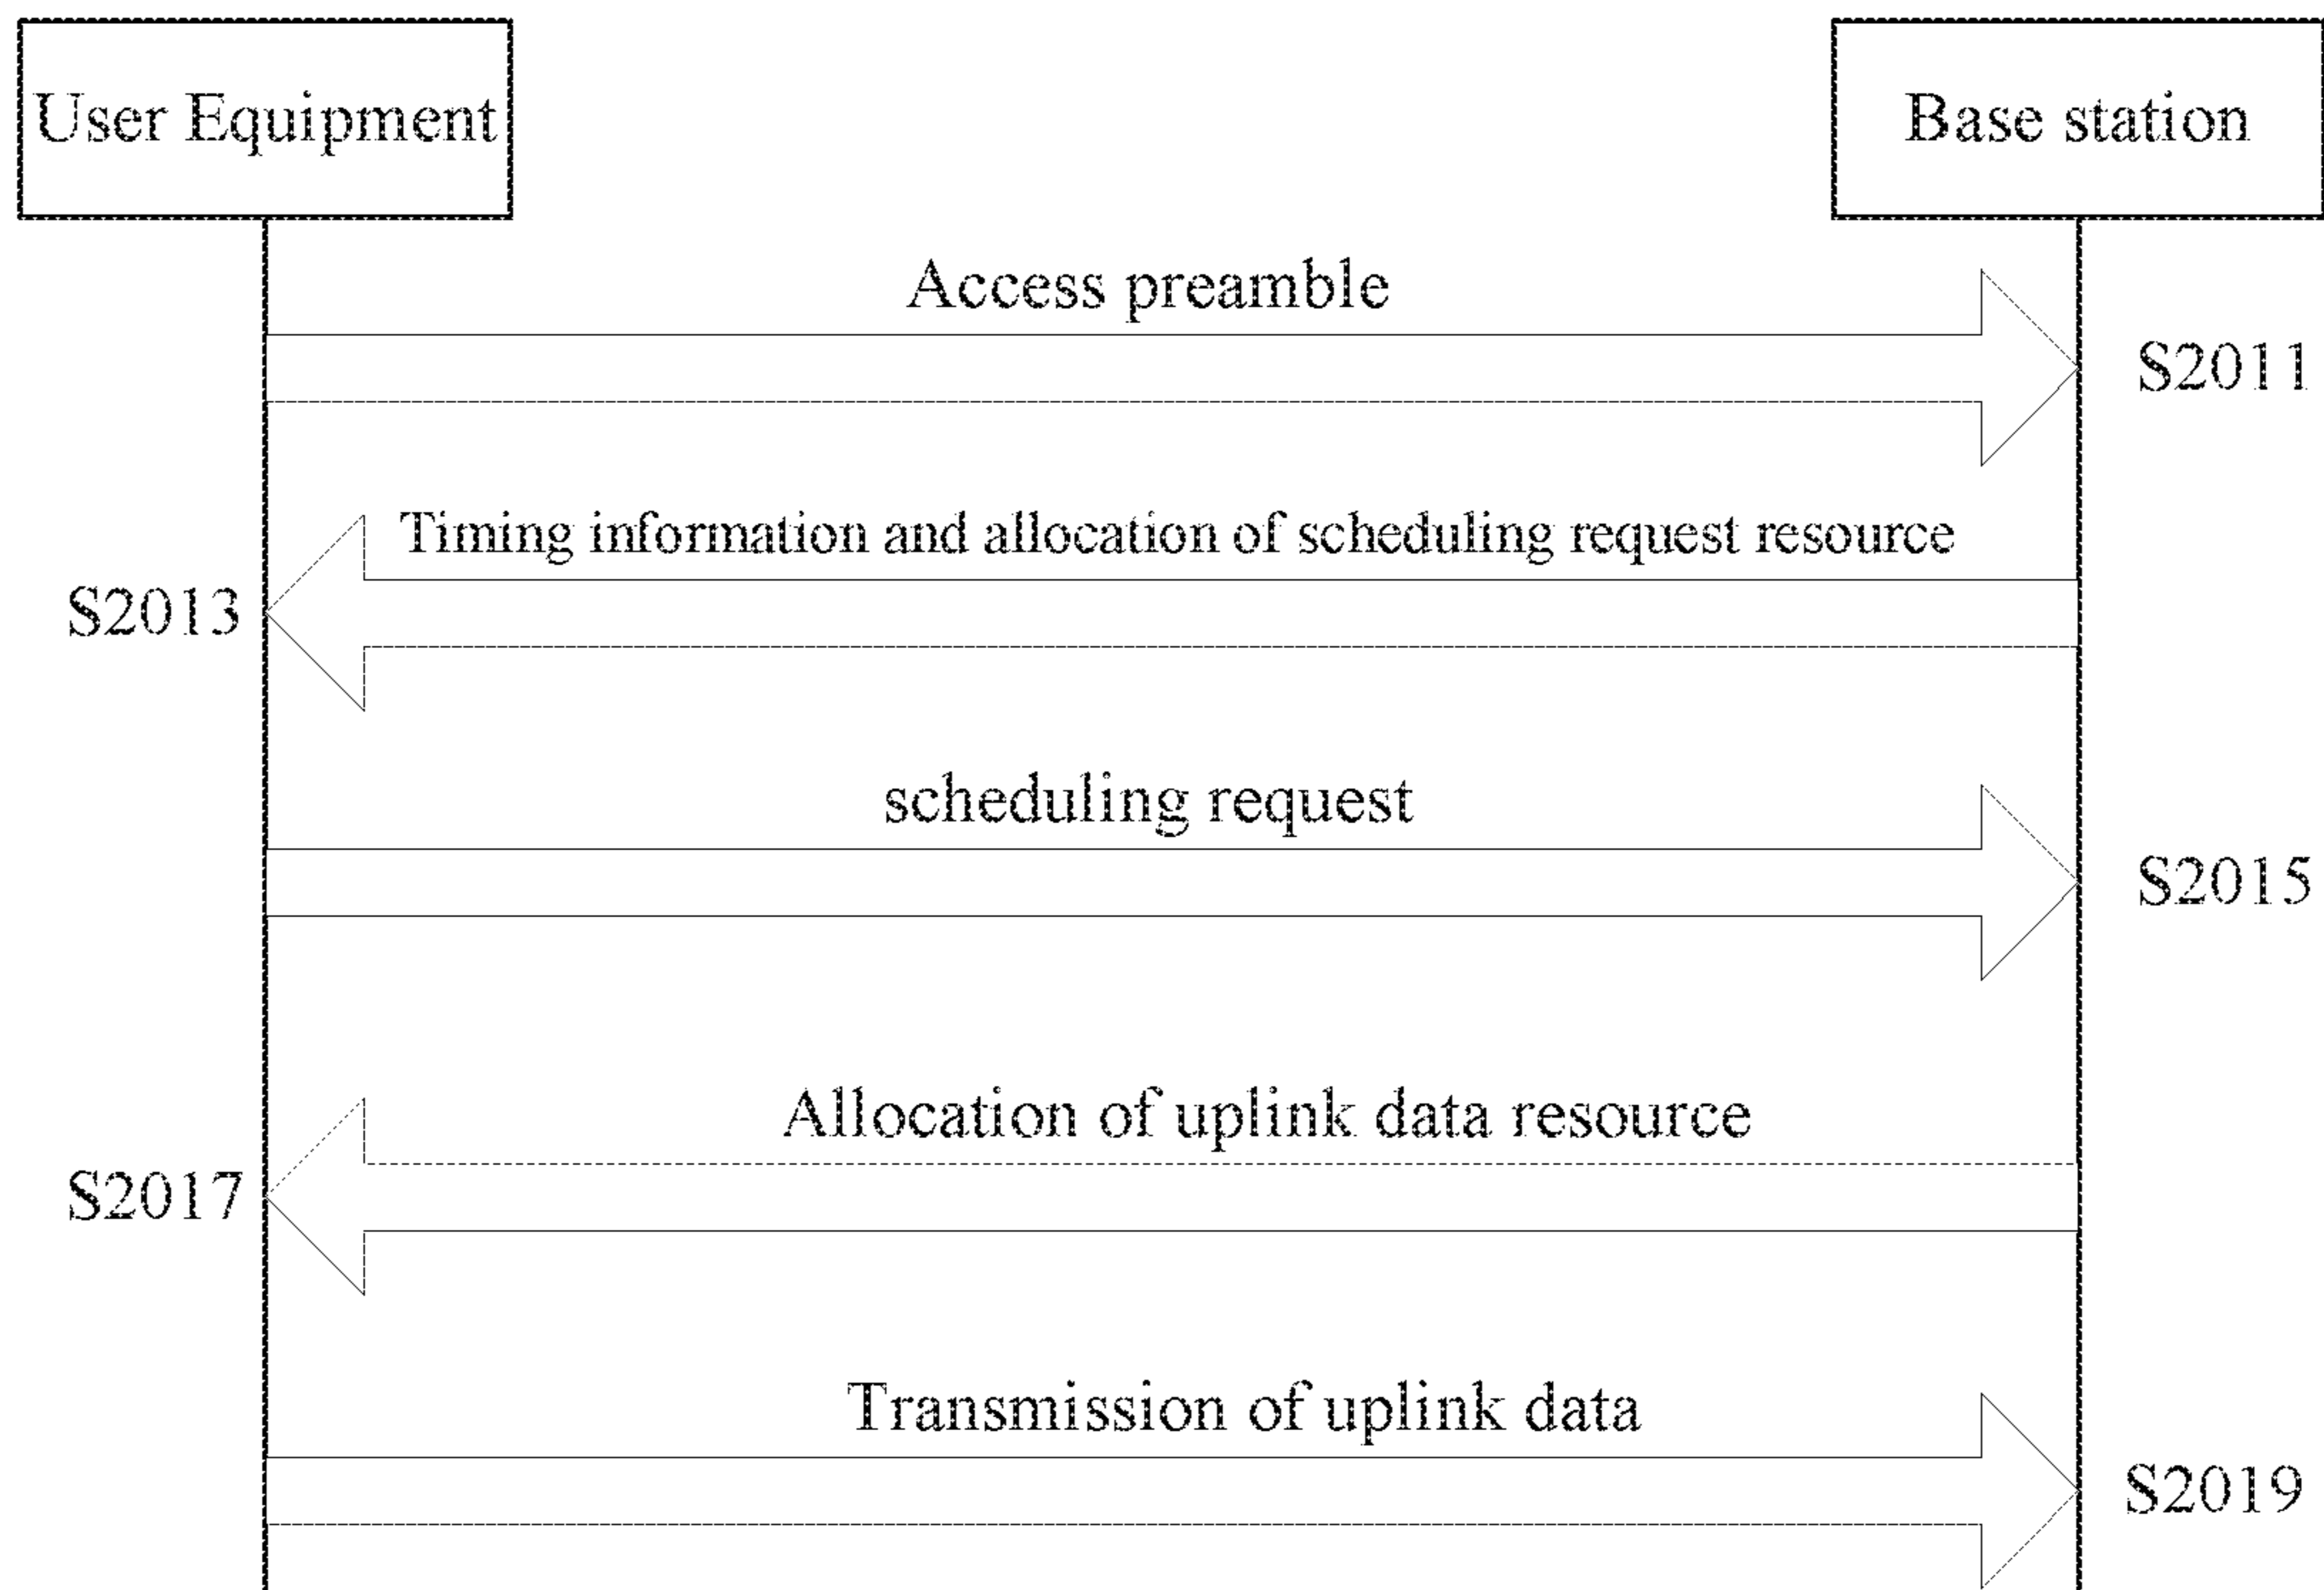 User Equipment
Base station
Access preamble
S2011
Timing information and allocation of scheduling request resource
S2013
scheduling request
S2015
Allocation of uplink data resource
S2017
Transmission of uplink data
S2019